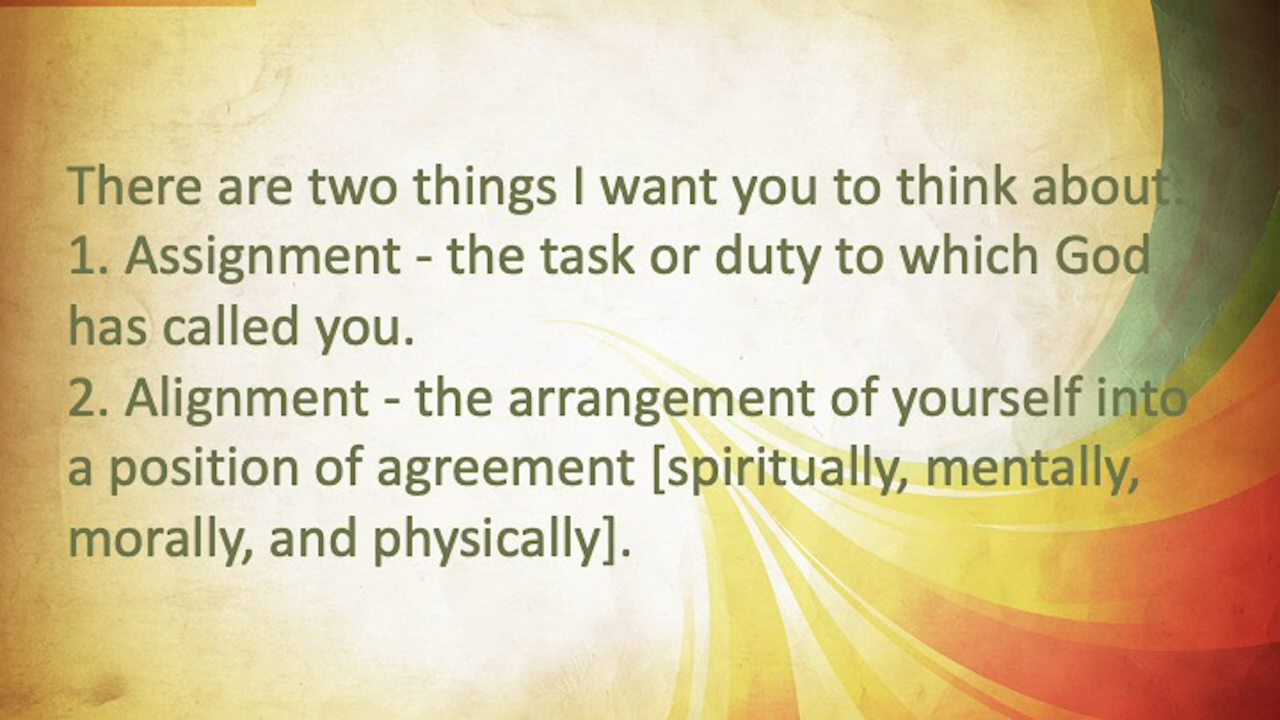 There are two things I want you to think about:
1. Assignment - the task or duty to which God
has called you.
2. Alignment - the arrangement of yourself into
a position of agreement [spiritually, mentally,
morally, and physically].